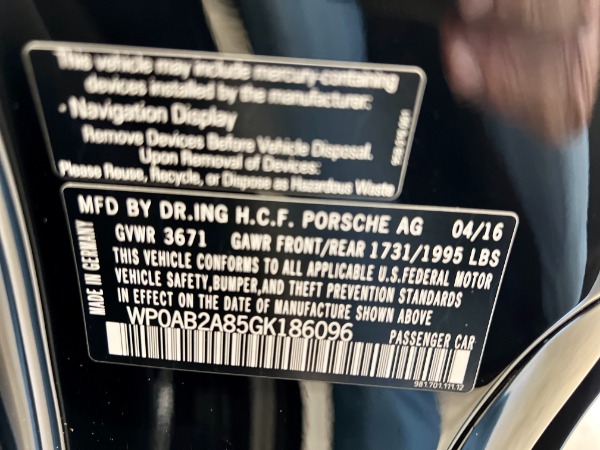 This vehicle may include mercury-containing
devices installed by the manufacturer:
- Navigation Display
Remove Devices Before Vehicle Disposal.
Upon Removal of Devices:
Please Reuse, Recycle, or Dispose as Hazardous Waste
MFD BY DR.ING H.C.F. PORSCHE AG 04/16
GVWR 3671 GAWR FRONT/REAR 1731/1995 LBS
THIS VEHICLE CONFORMS TO ALL APPLICABLE U.S.FEDERAL MOTOR
VEHICLE SAFETY,BUMPER,AND THEFT PREVENTION STANDARDS
IN EFFECT ON THE DATE OF MANUFACTURE SHOWN ABOVE
WP0AB2A85GK186096 PASSENGER CAR
MADE IN GERMANY
981.701.111.12